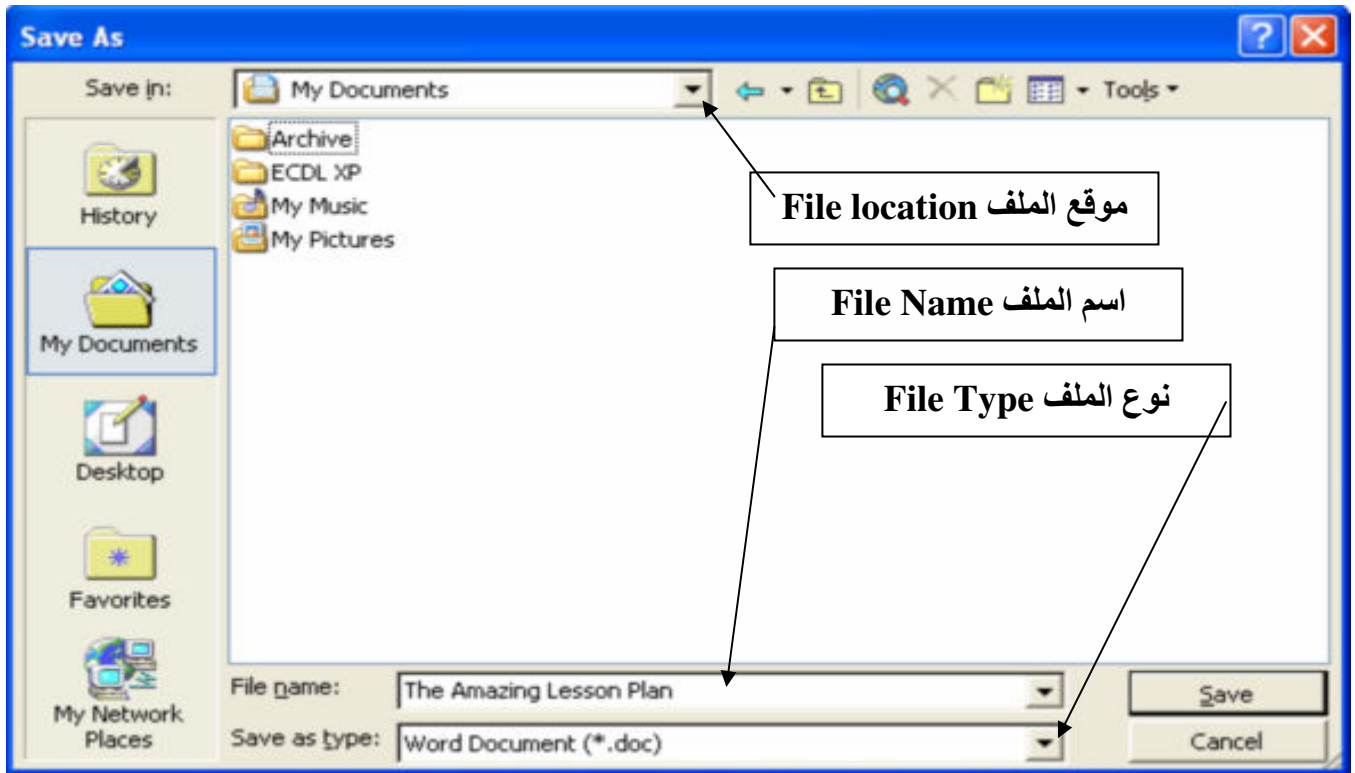 Save As
Save in:
My Documents
Tools
Archive
ECDL XP
My Music
My Pictures
History
My Documents
Desktop
Favorites
My Network
Places
موقع الملف File location
اسم الملف File Name
نوع الملف File Type
File name:
The Amazing Lesson Plan
Save
Save as type:
Word Document (*.doc)
Cancel